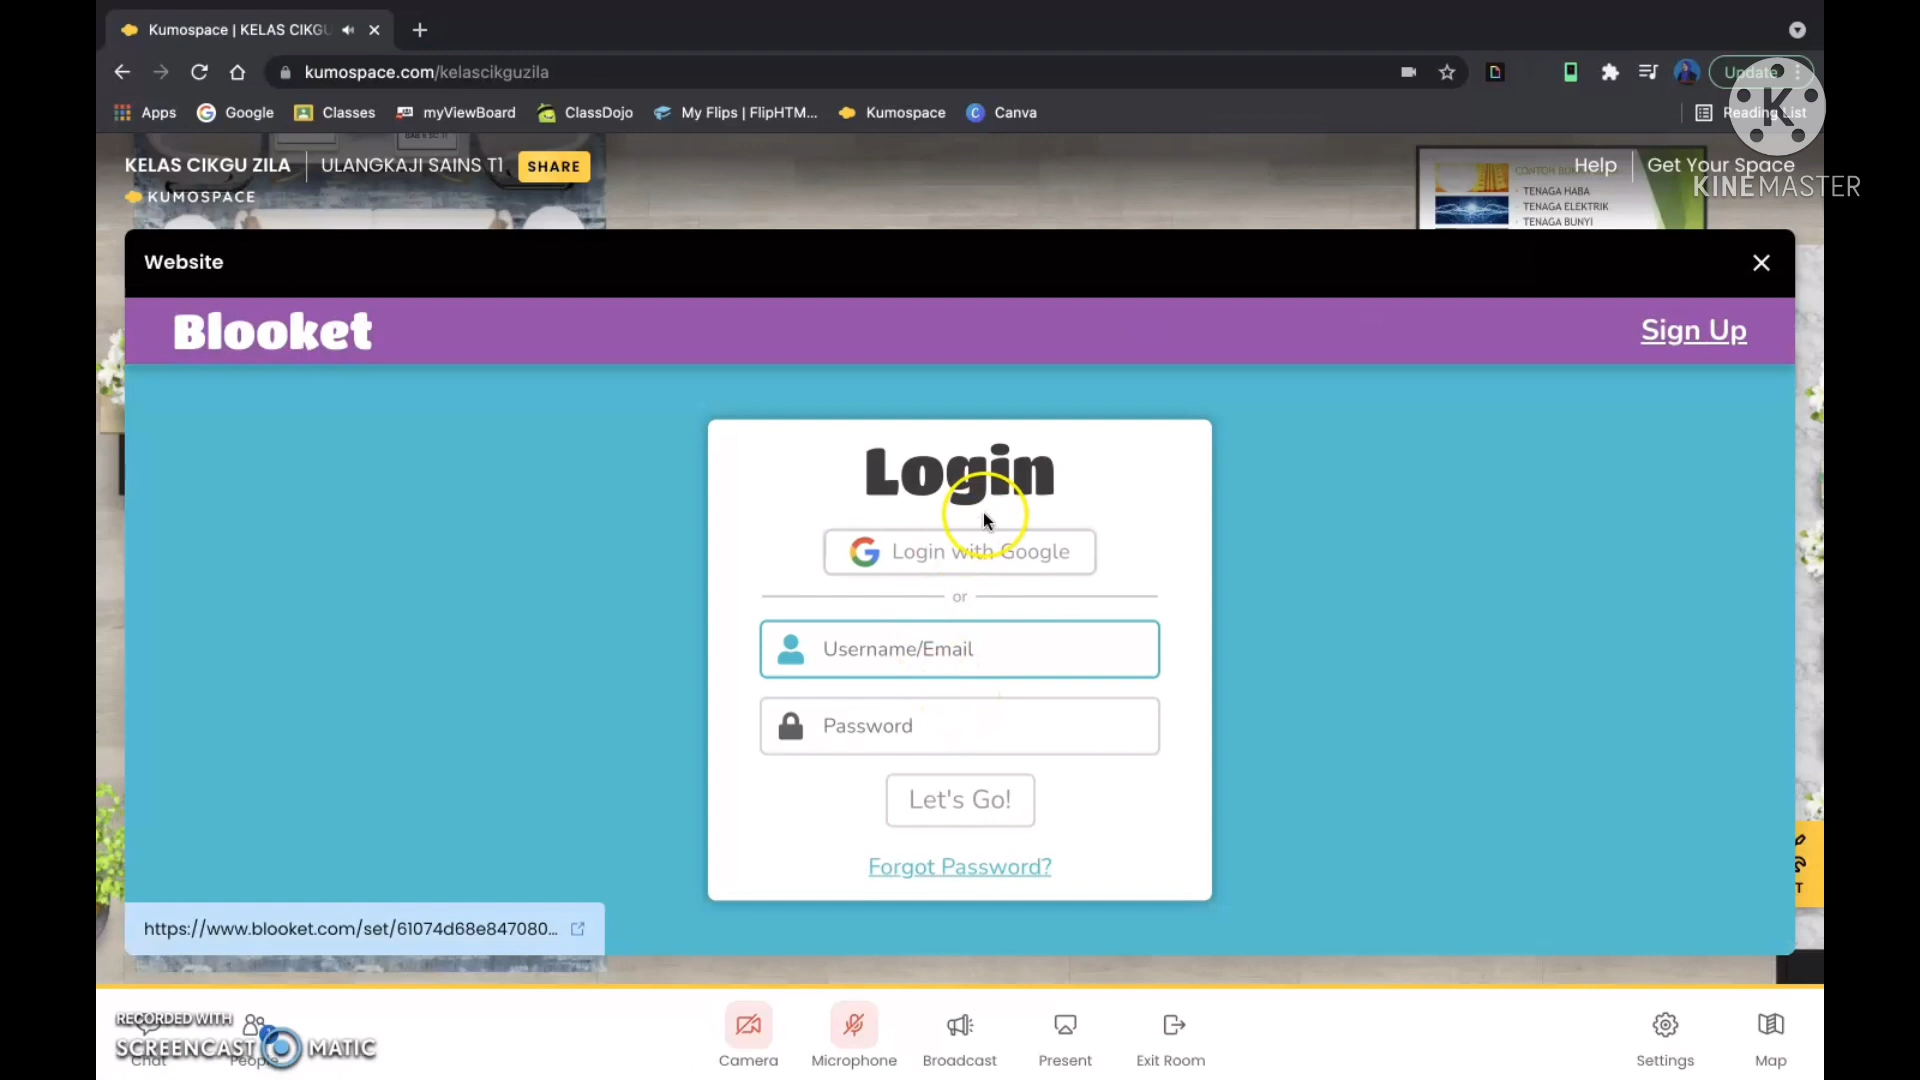 Kumospace | KELAS CIKGU
kumospace.com/kelascikguzila
Update
Apps
Google
Classes
myViewBoard
ClassDojo
My Flips | FlipHTM...
Kumospace
Canva
Reading List
K
KINEMASTER
KELAS CIKGU ZILA
ULANGKAJI SAINS T1
SHARE
KUMOSPACE
Help
Get Your Space
TENAGA HABA
TENAGA ELEKTRIK
TENAGA BUNYI
Website
Blooket
Sign Up
Login
Login with Google
or
Username/Email
Password
Let's Go!
Forgot Password?
https://www.blooket.com/set/61074d68e847080...
RECORDED WITH
SCREENCAST MATIC
Chat
People
Camera
Microphone
Broadcast
Present
Exit Room
Settings
Map